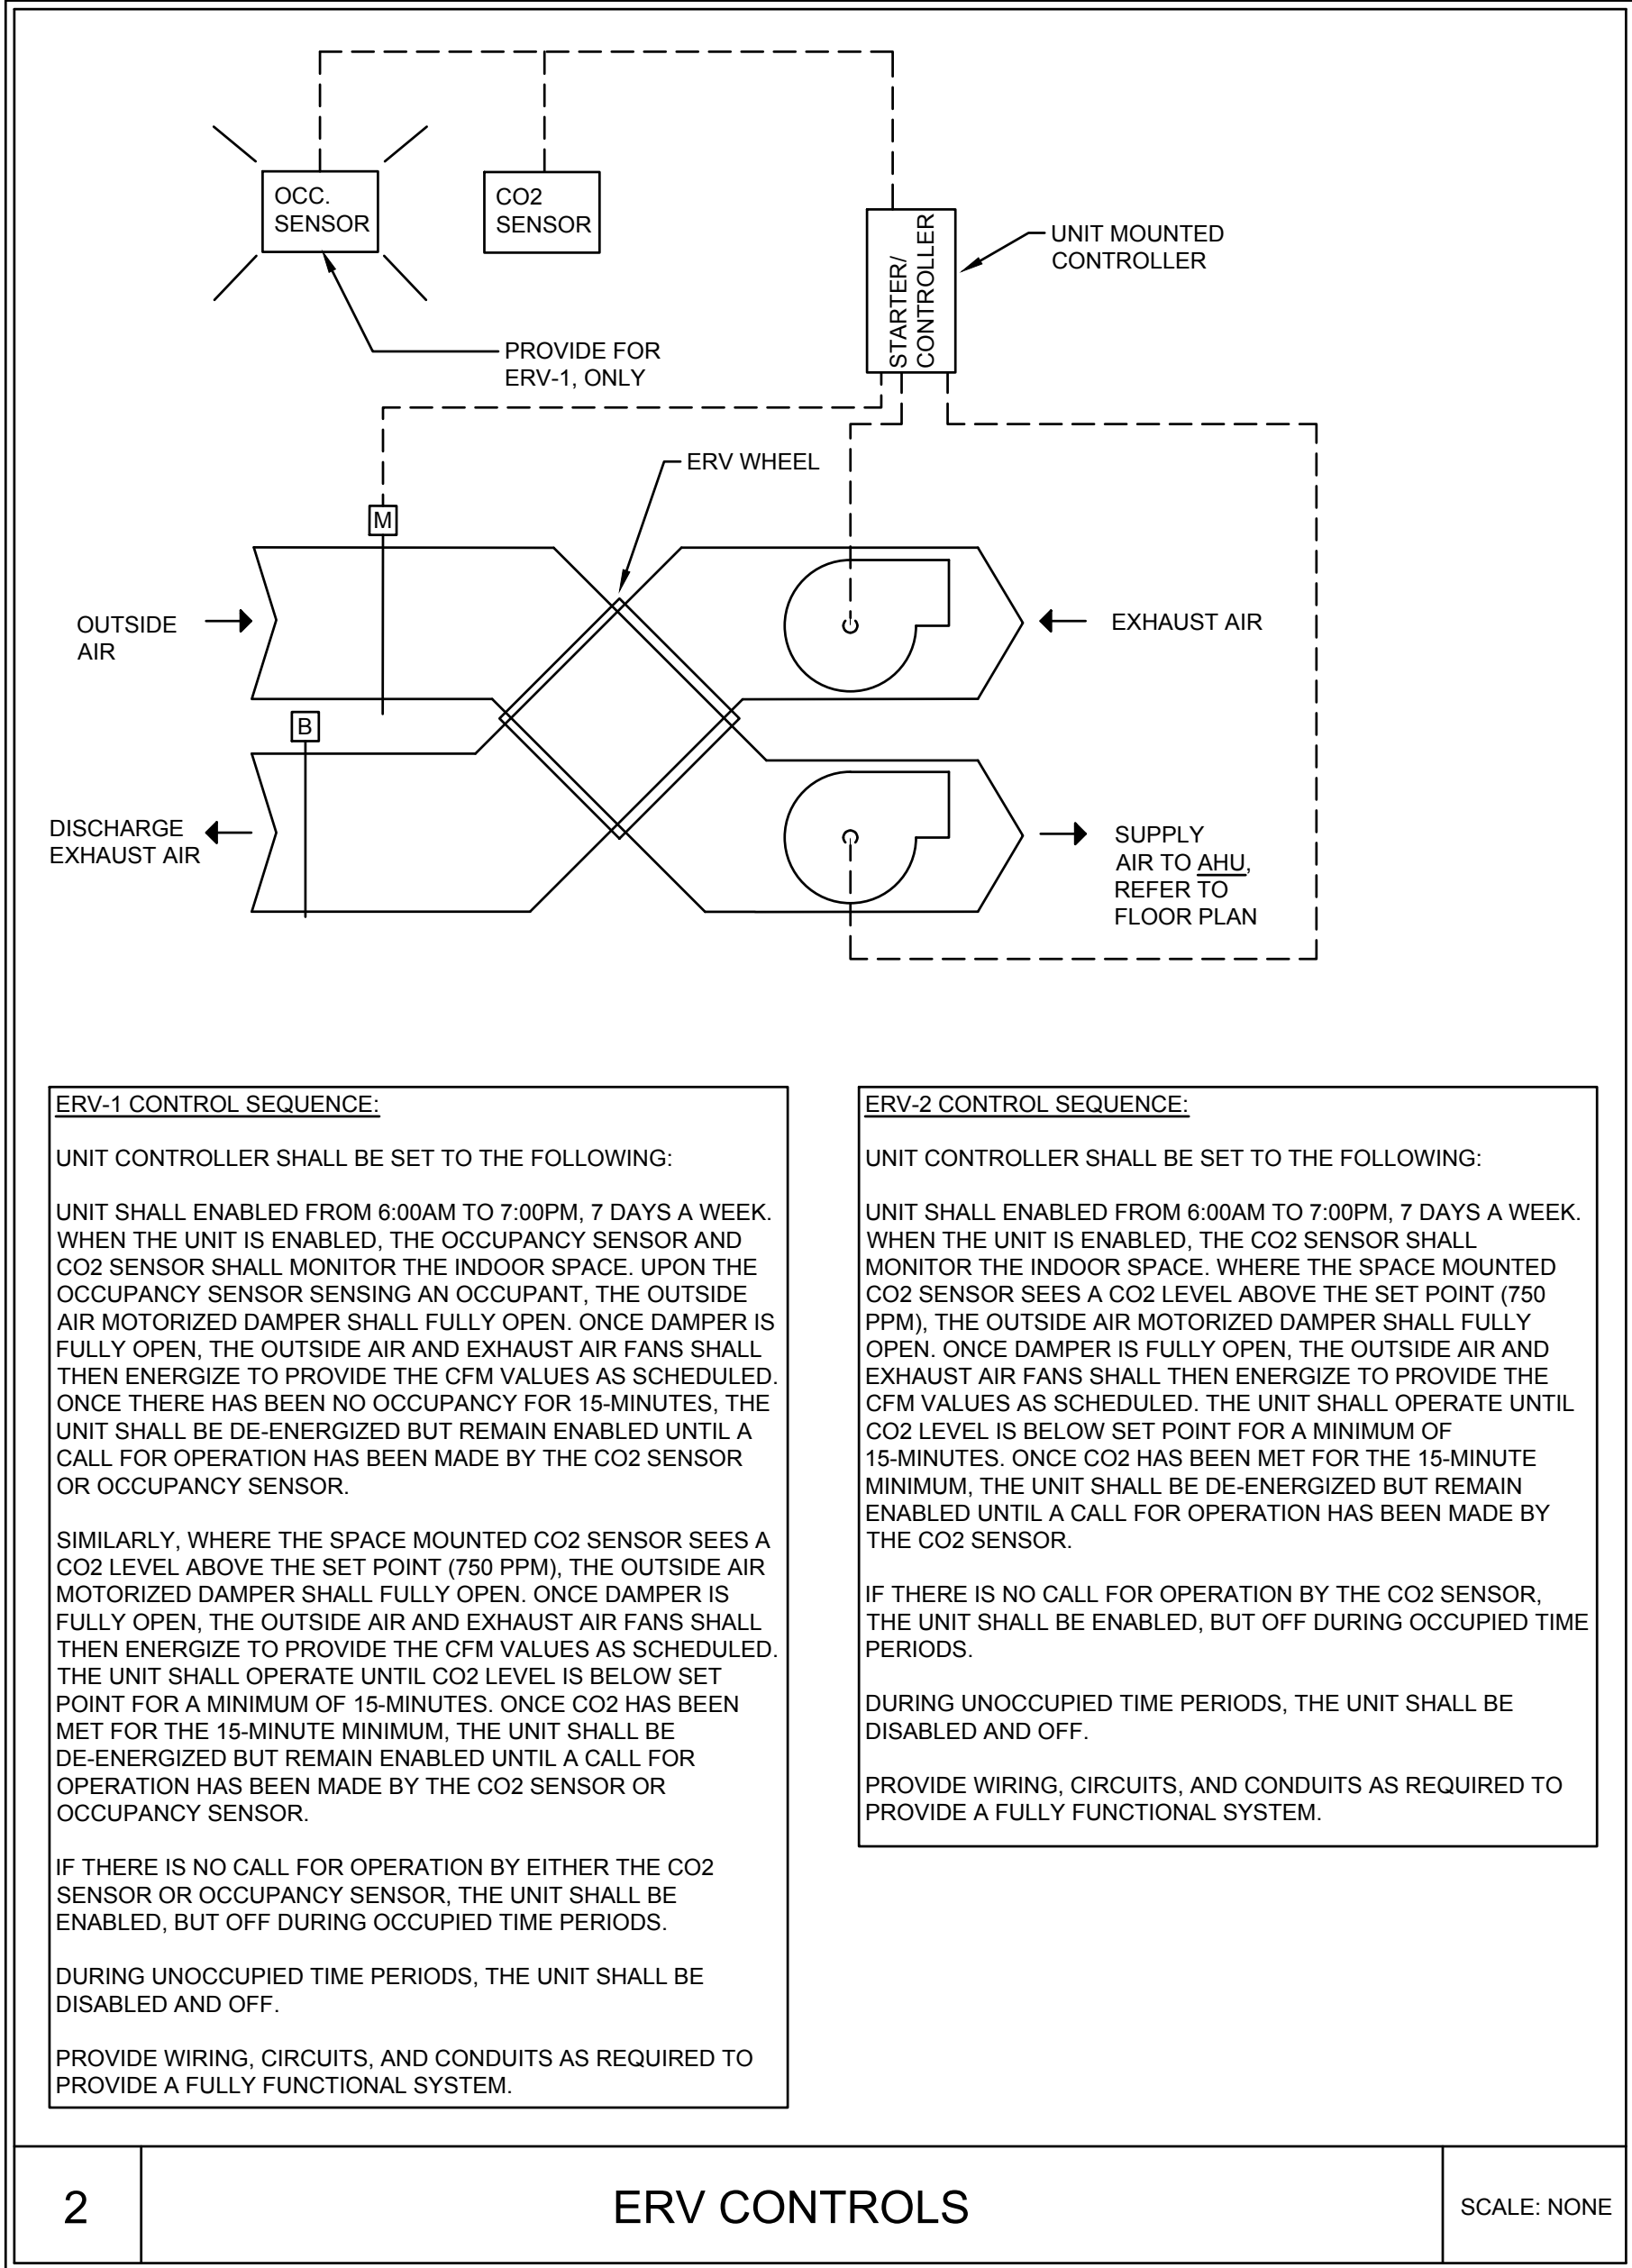 OCC.
SENSOR
CO2
SENSOR
STARTER/
CONTROLLER
UNIT MOUNTED
CONTROLLER
PROVIDE FOR
ERV-1, ONLY
ERV WHEEL
M
OUTSIDE
AIR
EXHAUST AIR
B
DISCHARGE
EXHAUST AIR
SUPPLY
AIR TO AHU,
REFER TO
FLOOR PLAN
ERV-1 CONTROL SEQUENCE:
UNIT CONTROLLER SHALL BE SET TO THE FOLLOWING:
UNIT SHALL ENABLED FROM 6:00AM TO 7:00PM, 7 DAYS A WEEK.
WHEN THE UNIT IS ENABLED, THE OCCUPANCY SENSOR AND
CO2 SENSOR SHALL MONITOR THE INDOOR SPACE. UPON THE
OCCUPANCY SENSOR SENSING AN OCCUPANT, THE OUTSIDE
AIR MOTORIZED DAMPER SHALL FULLY OPEN. ONCE DAMPER IS
FULLY OPEN, THE OUTSIDE AIR AND EXHAUST AIR FANS SHALL
THEN ENERGIZE TO PROVIDE THE CFM VALUES AS SCHEDULED.
ONCE THERE HAS BEEN NO OCCUPANCY FOR 15-MINUTES, THE
UNIT SHALL BE DE-ENERGIZED BUT REMAIN ENABLED UNTIL A
CALL FOR OPERATION HAS BEEN MADE BY THE CO2 SENSOR
OR OCCUPANCY SENSOR.
SIMILARLY, WHERE THE SPACE MOUNTED CO2 SENSOR SEES A
CO2 LEVEL ABOVE THE SET POINT (750 PPM), THE OUTSIDE AIR
MOTORIZED DAMPER SHALL FULLY OPEN. ONCE DAMPER IS
FULLY OPEN, THE OUTSIDE AIR AND EXHAUST AIR FANS SHALL
THEN ENERGIZE TO PROVIDE THE CFM VALUES AS SCHEDULED.
THE UNIT SHALL OPERATE UNTIL CO2 LEVEL IS BELOW SET
POINT FOR A MINIMUM OF 15-MINUTES. ONCE CO2 HAS BEEN
MET FOR THE 15-MINUTE MINIMUM, THE UNIT SHALL BE
DE-ENERGIZED BUT REMAIN ENABLED UNTIL A CALL FOR
OPERATION HAS BEEN MADE BY THE CO2 SENSOR OR
OCCUPANCY SENSOR.
IF THERE IS NO CALL FOR OPERATION BY EITHER THE CO2
SENSOR OR OCCUPANCY SENSOR, THE UNIT SHALL BE
ENABLED, BUT OFF DURING OCCUPIED TIME PERIODS.
DURING UNOCCUPIED TIME PERIODS, THE UNIT SHALL BE
DISABLED AND OFF.
PROVIDE WIRING, CIRCUITS, AND CONDUITS AS REQUIRED TO
PROVIDE A FULLY FUNCTIONAL SYSTEM.
ERV-2 CONTROL SEQUENCE:
UNIT CONTROLLER SHALL BE SET TO THE FOLLOWING:
UNIT SHALL ENABLED FROM 6:00AM TO 7:00PM, 7 DAYS A WEEK.
WHEN THE UNIT IS ENABLED, THE CO2 SENSOR SHALL
MONITOR THE INDOOR SPACE. WHERE THE SPACE MOUNTED
CO2 SENSOR SEES A CO2 LEVEL ABOVE THE SET POINT (750
PPM), THE OUTSIDE AIR MOTORIZED DAMPER SHALL FULLY
OPEN. ONCE DAMPER IS FULLY OPEN, THE OUTSIDE AIR AND
EXHAUST AIR FANS SHALL THEN ENERGIZE TO PROVIDE THE
CFM VALUES AS SCHEDULED. THE UNIT SHALL OPERATE UNTIL
CO2 LEVEL IS BELOW SET POINT FOR A MINIMUM OF
15-MINUTES. ONCE CO2 HAS BEEN MET FOR THE 15-MINUTE
MINIMUM, THE UNIT SHALL BE DE-ENERGIZED BUT REMAIN
ENABLED UNTIL A CALL FOR OPERATION HAS BEEN MADE BY
THE CO2 SENSOR.
IF THERE IS NO CALL FOR OPERATION BY THE CO2 SENSOR,
THE UNIT SHALL BE ENABLED, BUT OFF DURING OCCUPIED TIME
PERIODS.
DURING UNOCCUPIED TIME PERIODS, THE UNIT SHALL BE
DISABLED AND OFF.
PROVIDE WIRING, CIRCUITS, AND CONDUITS AS REQUIRED TO
PROVIDE A FULLY FUNCTIONAL SYSTEM.
2
ERV CONTROLS
SCALE: NONE